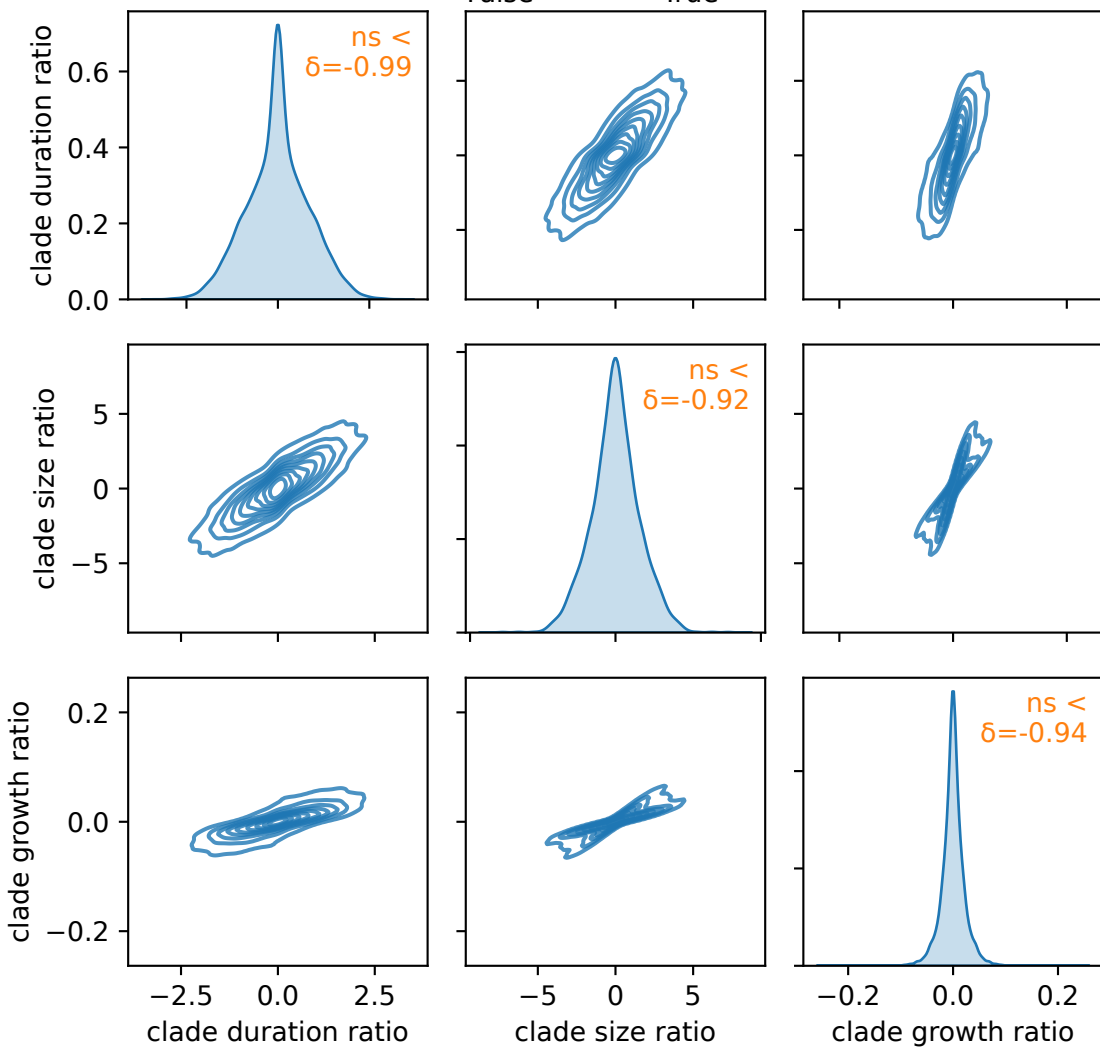 True
clade duration ratio
0.6
0.4
0.2
0.0
ns <
δ=-0.99
clade size ratio
5
0
−5
ns <
δ=-0.92
clade growth ratio
0.2
0.0
−0.2
ns <
δ=-0.94
−2.5 0.0 2.5
−5 0 5
−0.2 0.0 0.2
clade duration ratio
clade size ratio
clade growth ratio